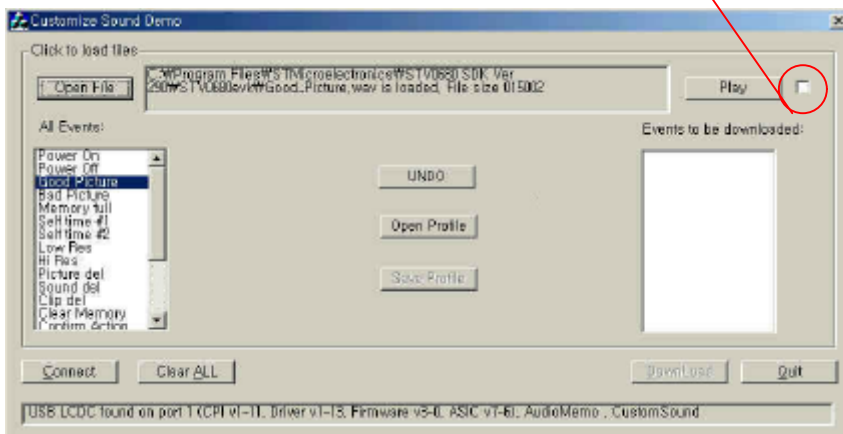 Customize Sound Demo
Click to load files
Open File
C:₩Program Files₩STMicroelectronics₩STV0680 SDK Ver
290₩STV0680evk₩Good_Picture.wav is loaded, File size 015002
Play
All Events:
Events to be downloaded:
Power On
Power Off
Good Picture
Bad Picture
Memory full
Self time #1
Self time #2
Low Res
Hi Res
Picture del
Sound del
Clip del
Clear Memory
Confirm Action
UNDO
Open Profile
Save Profile
Connect
Clear ALL
DownLoad
Quit
USB LCDC found on port 1 (CPI v1-11, Driver v1-13, Firmware v3-0, ASIC v7-6), AudioMemo , CustomSound